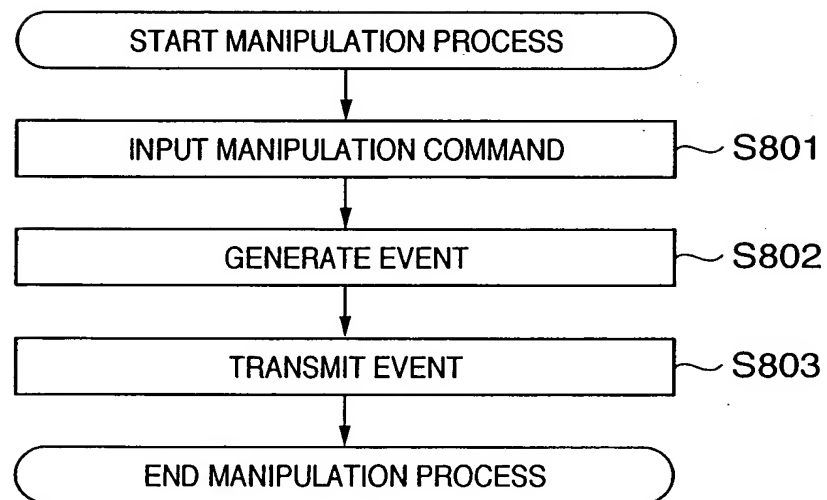 START MANIPULATION PROCESS
INPUT MANIPULATION COMMAND S801
GENERATE EVENT S802
TRANSMIT EVENT S803
END MANIPULATION PROCESS